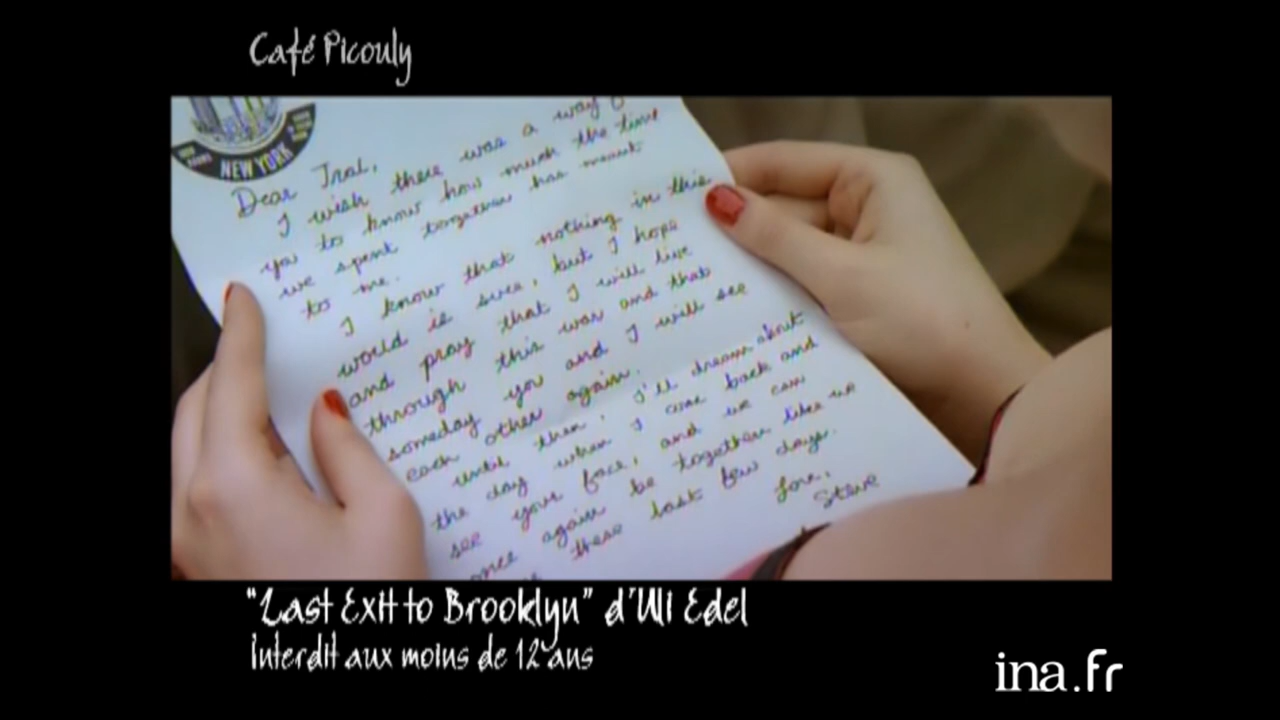 Café Picouly
NEW YORK
Dear Tral,
I wish there was a way
you to know how much the time
we spent together has meant
to me.
I know that nothing in this
world is sure, but I hope
and pray that I will live
through this war and that
someday you and I will see
each other again.
until then, I'll dream about
the day when I come back and
see your face, and we can
once again be together like we
these last few days.
Love,
Steve
"Last Exit to Brooklyn" d'Uli Edel
Interdit aux moins de 12 ans
ina.fr